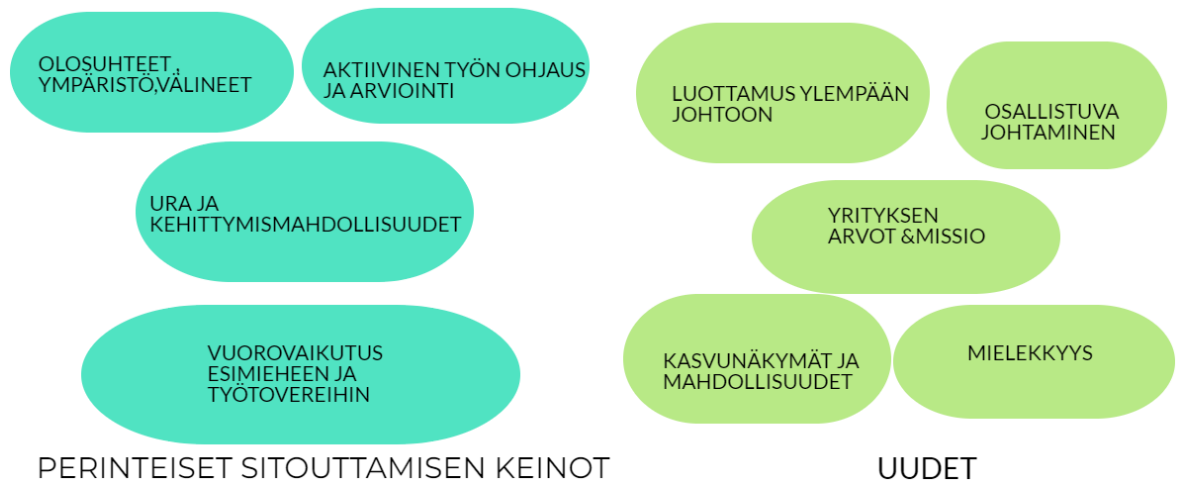 OLOSUHTEET ,
YMPÄRISTÖ,VÄLINEET
AKTIIVINEN TYÖN OHJAUS
JA ARVIOINTI
URA JA
KEHITTYMISMAHDOLLISUUDET
VUOROVAIKUTUS
ESIMIEHEEN JA
TYÖTOVEREIHIN
PERINTEISET SITOUTTAMISEN KEINOT
LUOTTAMUS YLEMPÄÄN
JOHTOON
OSALLISTUVA
JOHTAMINEN
YRITYKSEN
ARVOT &MISSIO
KASVUNÄKYMÄT JA
MAHDOLLISUUDET
MIELEKKYYS
UUDET